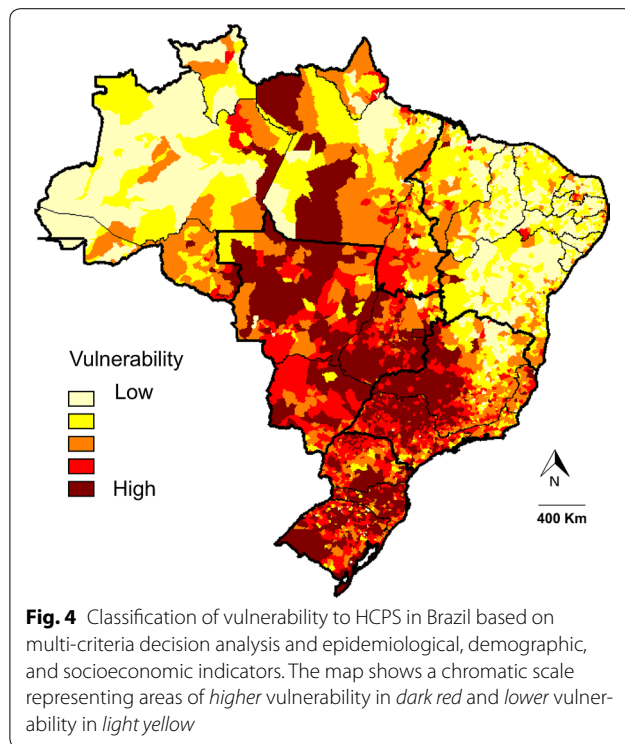 Vulnerability
Low
High
N
400 Km
Fig. 4 Classification of vulnerability to HCPS in Brazil based on
multi-criteria decision analysis and epidemiological, demographic,
and socioeconomic indicators. The map shows a chromatic scale
representing areas of higher vulnerability in dark red and lower vulner-
ability in light yellow